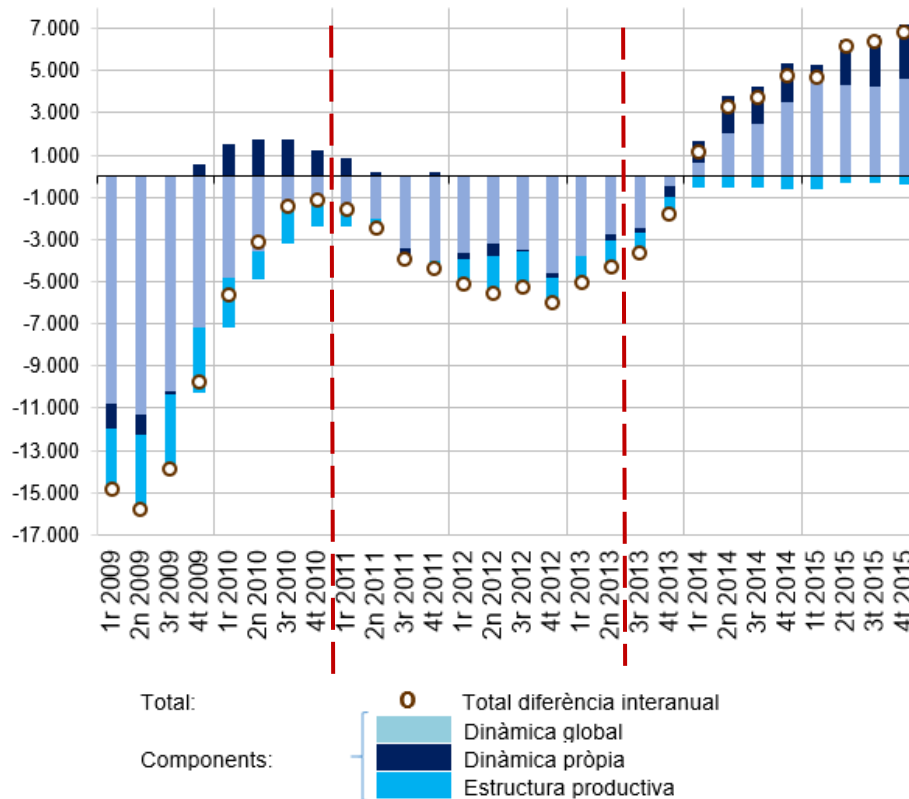 7.000
5.000
3.000
1.000
-1.000
-3.000
-5.000
-7.000
-9.000
-11.000
-13.000
-15.000
-17.000
1r 2009
2n 2009
3r 2009
4t 2009
1r 2010
2n 2010
3r 2010
4t 2010
1r 2011
2n 2011
3r 2011
4t 2011
1r 2012
2n 2012
3r 2012
4t 2012
1r 2013
2n 2013
3r 2013
4t 2013
1r 2014
2n 2014
3r 2014
4t 2014
1t 2015
2t 2015
3t 2015
4t 2015
Total: Total diferència interanual
Dinàmica global
Components: Dinàmica pròpia
Estructura productiva